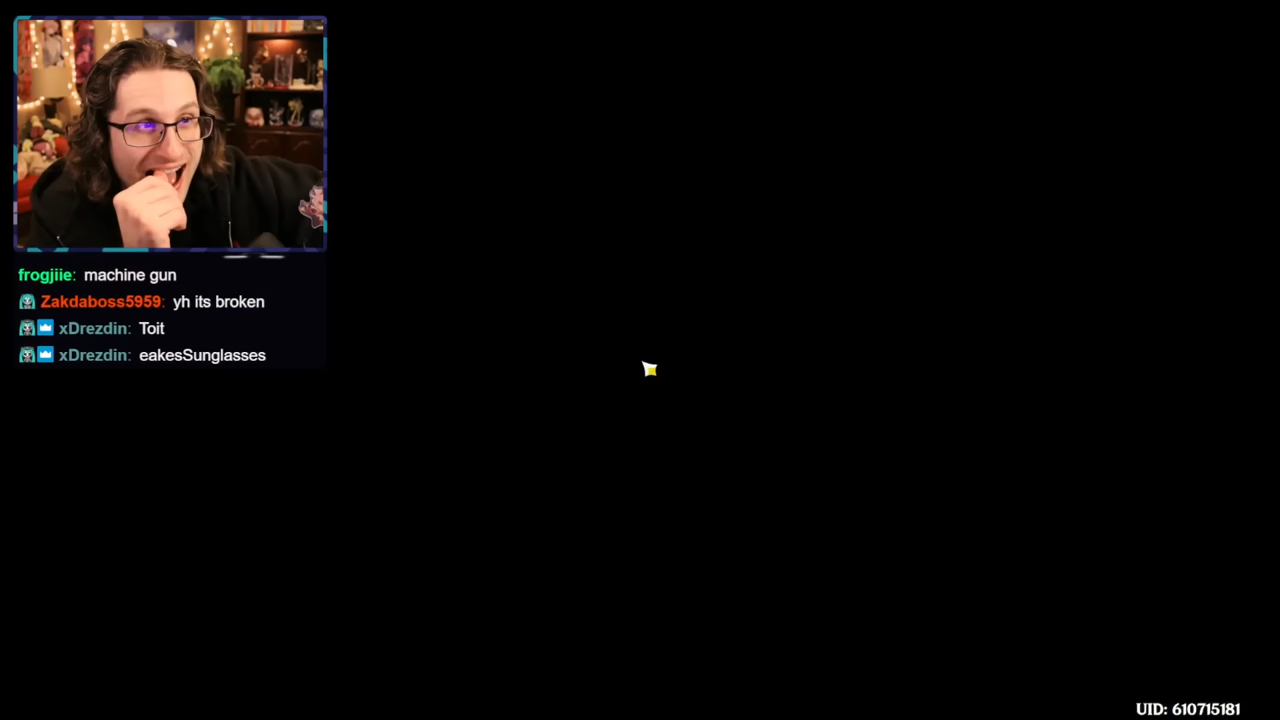 frogjiie: machine gun
Zakdaboss5959: yh its broken
xDrezdin: Toit
xDrezdin: eakesSunglasses
UID: 610715181